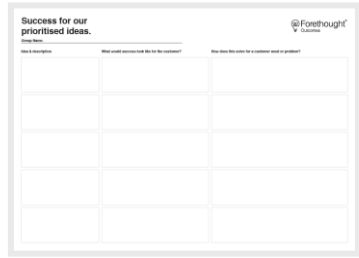 Success for our
prioritised ideas.
Group Name:
Forethought
Outcomes
Idea & description
What would success look like for the customer?
How does this solve for a customer want or problem?